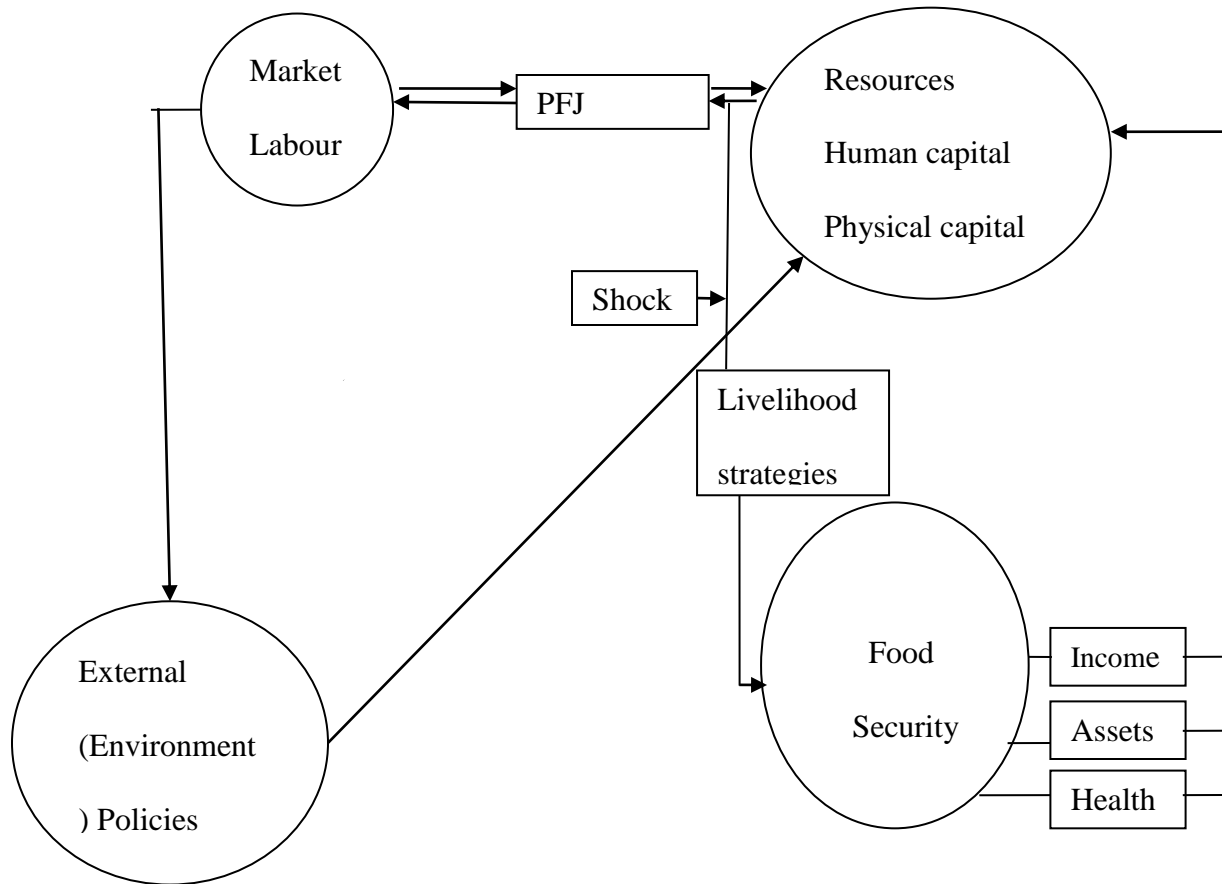 Market
Labour
PFJ
Resources
Human capital
Physical capital
Shock
Livelihood
strategies
External
(Environment
) Policies
Food
Security
Income
Assets
Health